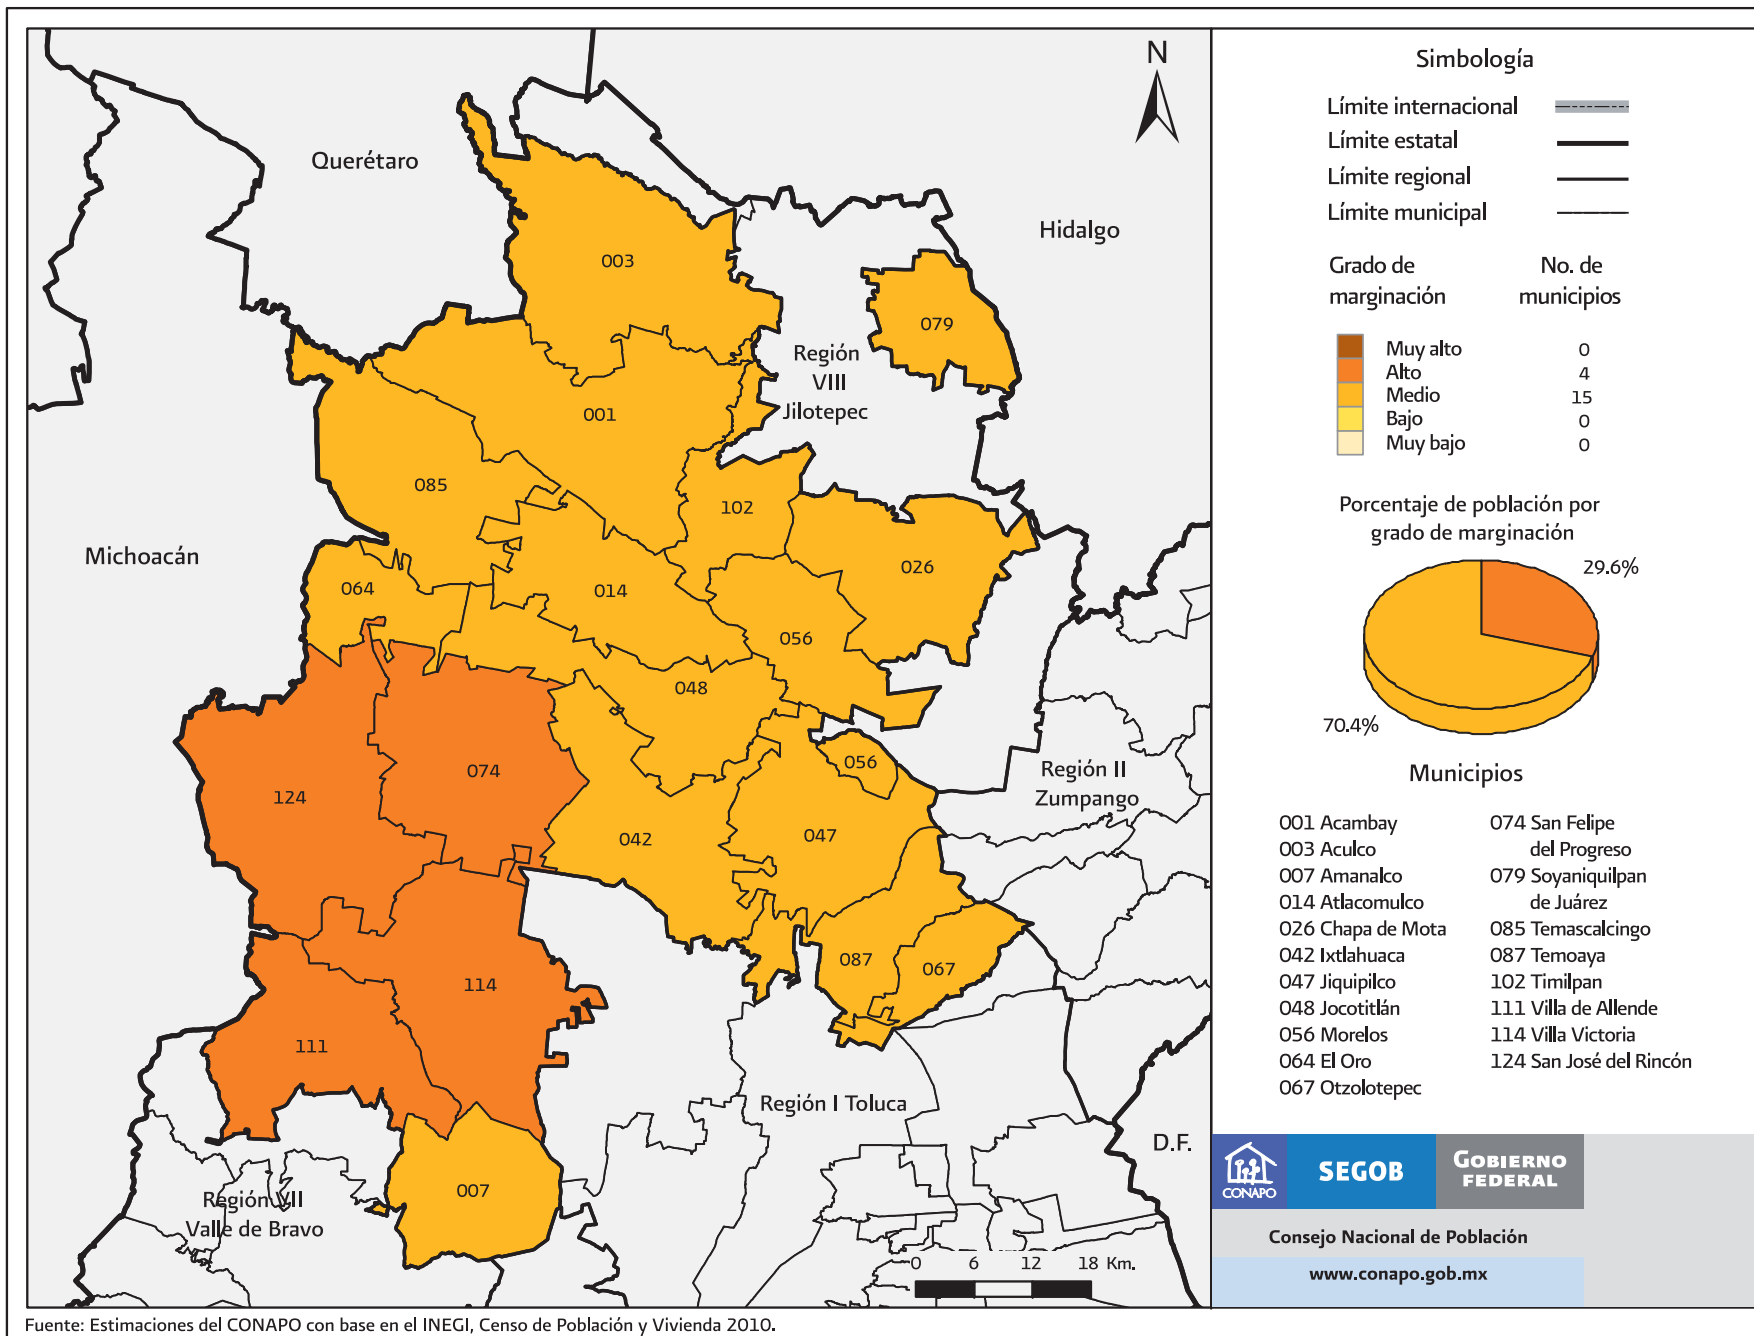 N
Querétaro
Hidalgo
003
079
Región
VIII
Jilotepec
001
085
102
Michoacán
026
064
014
056
048
056
074
Región II
Zumpango
124
042
047
087
067
114
111
Región I Toluca
D.F.
007
Región VII
Valle de Bravo
0 6 12 18 Km.
Simbología
Límite internacional
Límite estatal
Límite regional
Límite municipal
Grado de marginación
No. de municipios
Muy alto 0
Alto 4
Medio 15
Bajo 0
Muy bajo 0
Porcentaje de población por
grado de marginación
29.6%
70.4%
Municipios
001 Acambay
003 Aculco
007 Amanalco
014 Atlacomulco
026 Chapa de Mota
042 Ixtlahuaca
047 Jiquipilco
048 Jocotitlán
056 Morelos
064 El Oro
067 Otzolotepec
074 San Felipe
del Progreso
079 Soyaniquilpan
de Juárez
085 Temascalcingo
087 Temoaya
102 Timilpan
111 Villa de Allende
114 Villa Victoria
124 San José del Rincón
CONAPO
SEGOB
GOBIERNO
FEDERAL
Consejo Nacional de Población
www.conapo.gob.mx
Fuente: Estimaciones del CONAPO con base en el INEGI, Censo de Población y Vivienda 2010.